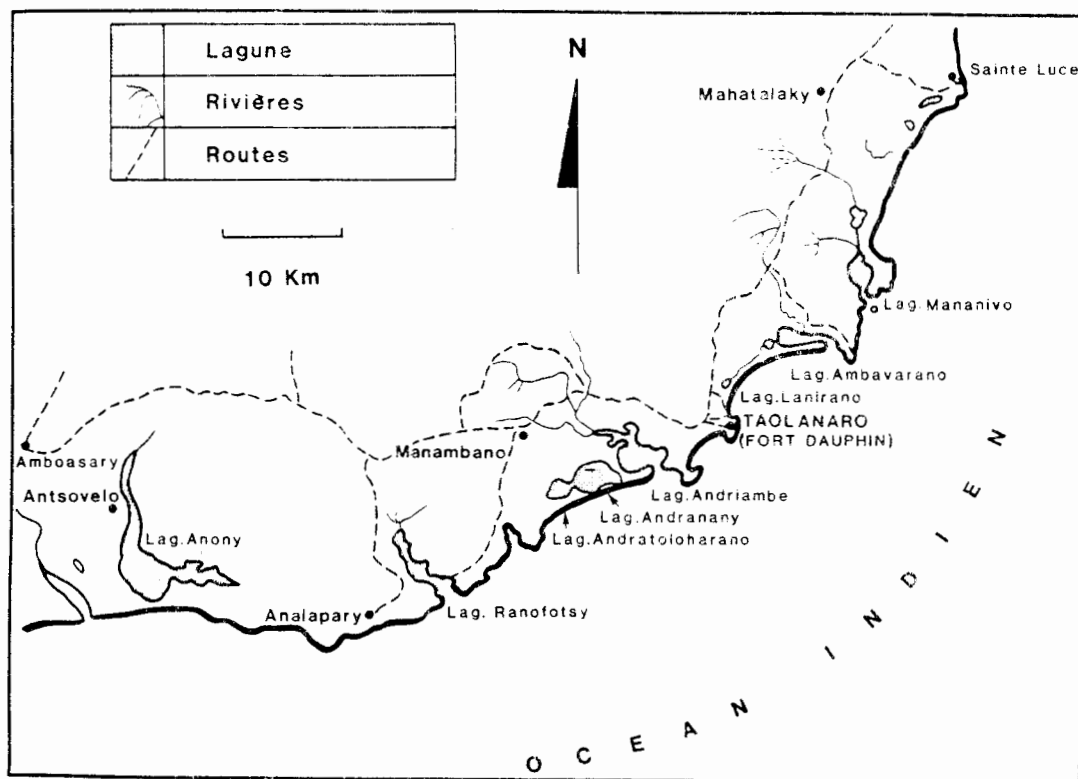 Lagune
Rivières
Routes
10 Km
N
Sainte Luce
Mahatalaky
Lag.Mananivo
Lag.Ambavarano
Lag.Lanirano
TAOLANARO
(FORT DAUPHIN)
Manambano
Amboasary
Antsovelo
Lag.Andriambe
Lag.Andranany
Lag.Andratoloharano
Lag.Anony
Analapary
Lag. Ranofotsy
OCEAN INDIEN